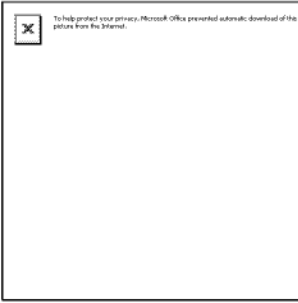 To help protect your privacy, Microsoft Office prevented automatic download of this
picture from the Internet.